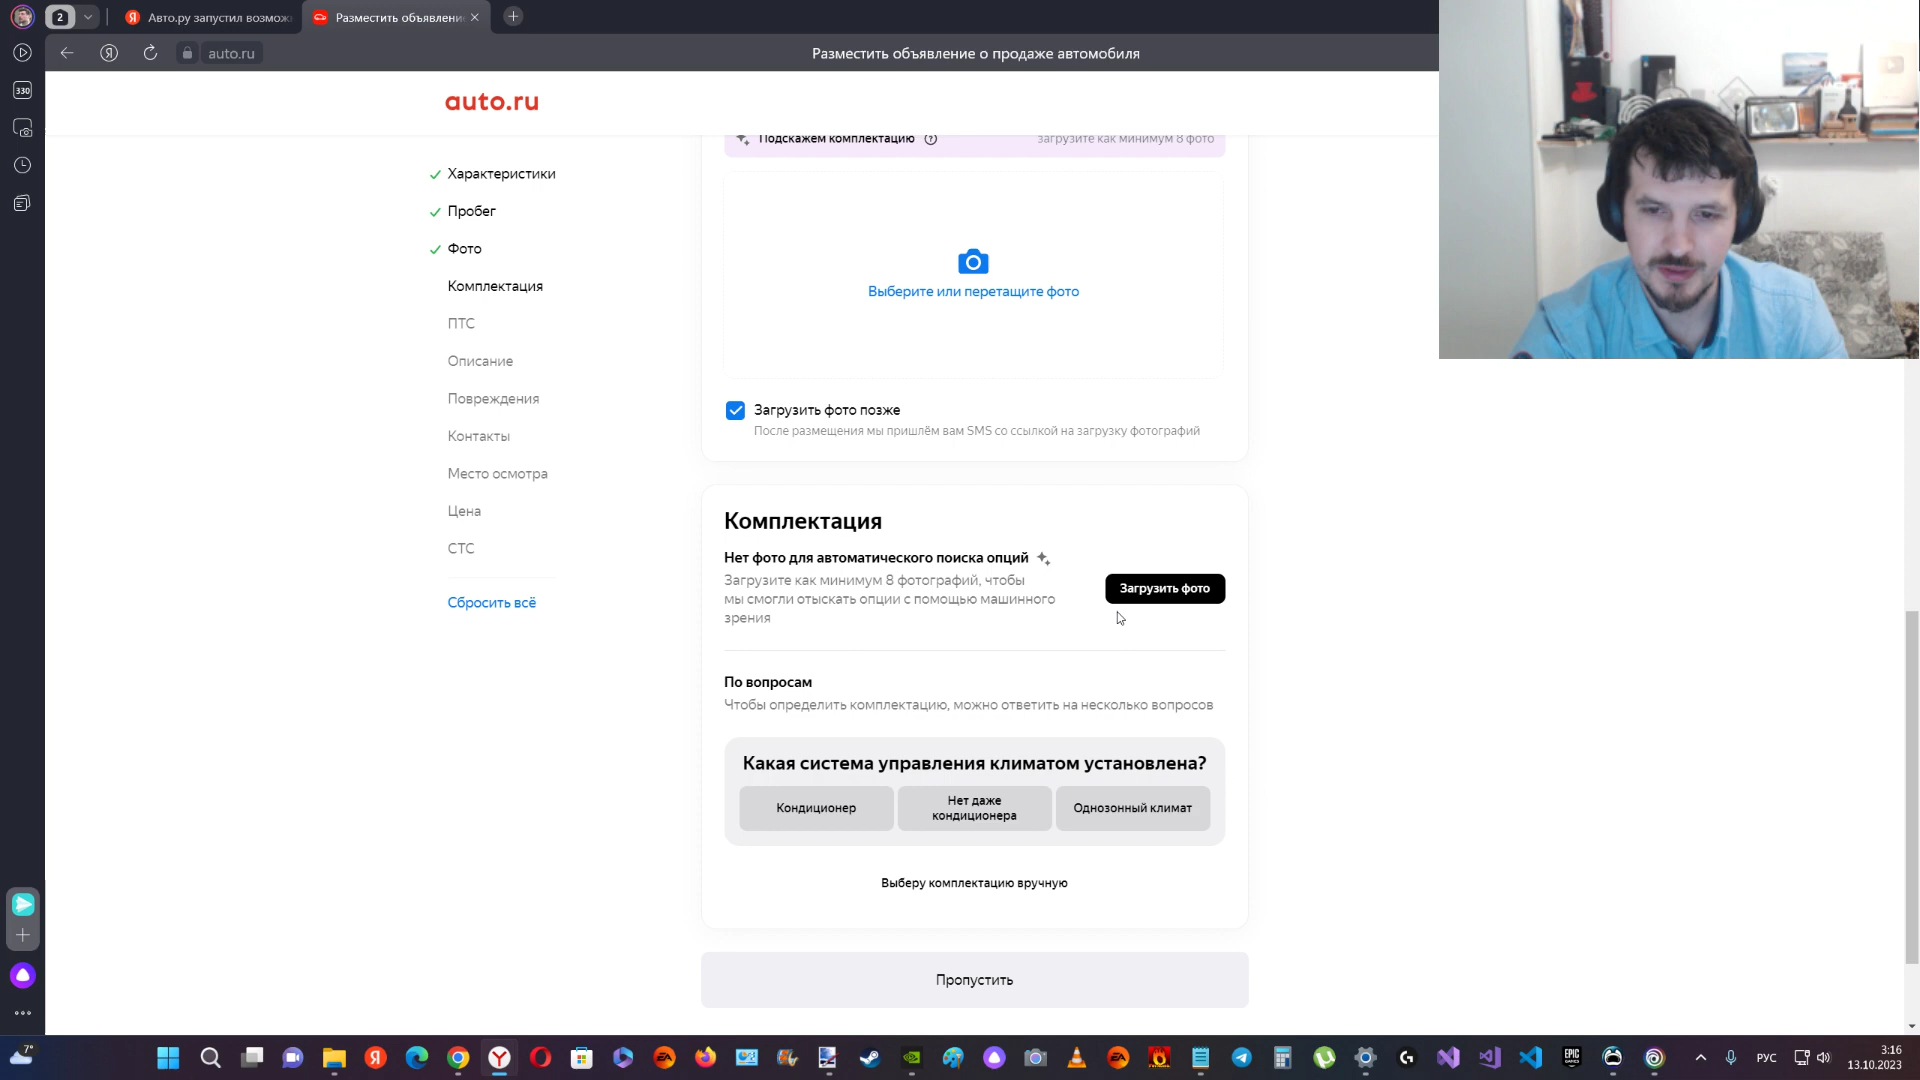 2
Авто.ру запустил возмож
Разместить объявление
auto.ru
Разместить объявление о продаже автомобиля
330
auto.ru
Подскажем комплектацию
загрузите как минимум 8 фото
Характеристики
Пробег
Фото
Комплектация
ПТС
Описание
Повреждения
Контакты
Место осмотра
Цена
СТС
Сбросить всё
Выберите или перетащите фото
Загрузить фото позже
После размещения мы пришлём вам SMS со ссылкой на загрузку фотографий
Комплектация
Нет фото для автоматического поиска опций
Загрузите как минимум 8 фотографий, чтобы
мы смогли отыскать опции с помощью машинного
зрения
Загрузить фото
По вопросам
Чтобы определить комплектацию, можно ответить на несколько вопросов
Какая система управления климатом установлена?
Кондиционер
Нет даже
кондиционера
Однозонный климат
Выберу комплектацию вручную
Пропустить
7°
РУС
3:16
13.10.2023